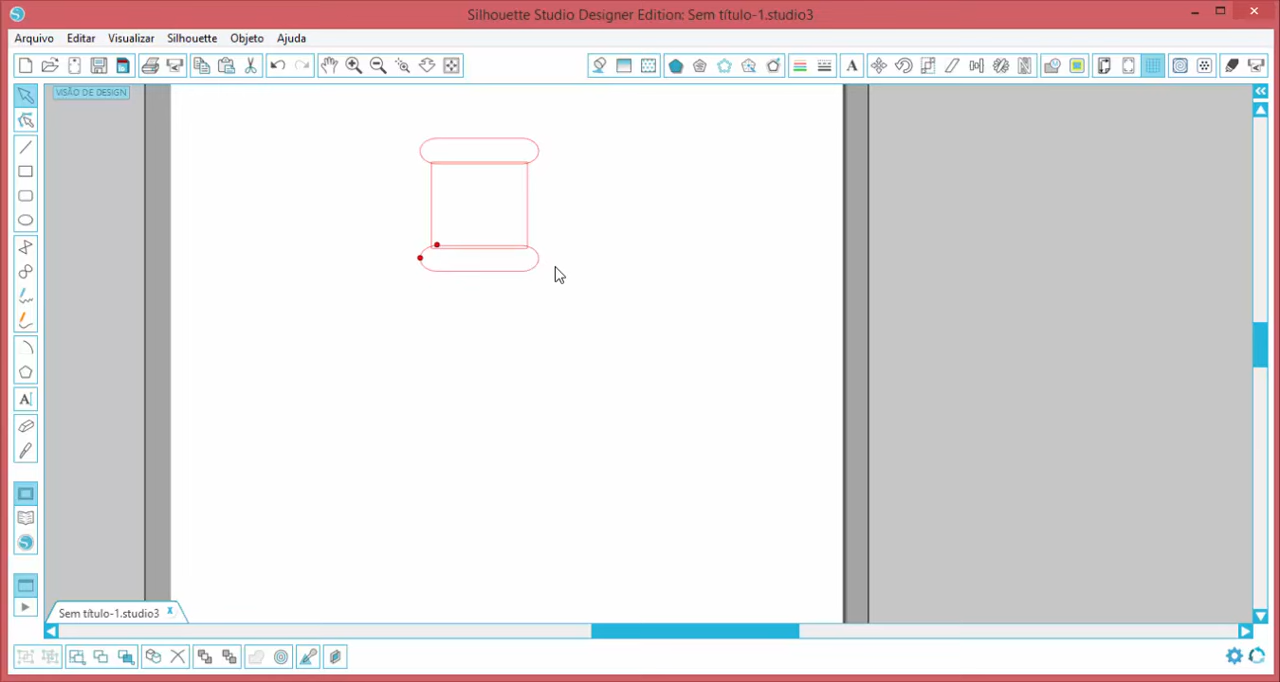 Silhouette Studio Designer Edition: Sem título-1.studio3
Arquivo Editar Visualizar Silhouette Objeto Ajuda
VISÃO DE DESIGN
Sem título-1.studio3 x